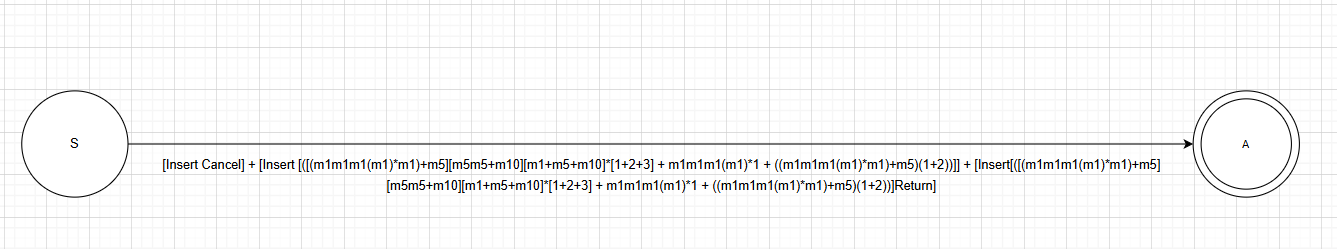 S
A
[Insert Cancel] + [Insert [([(m1m1m1(m1)*m1)+m5][m5m5+m10][m1+m5+m10]*[1+2+3] + m1m1m1(m1)*1 + ((m1m1m1(m1)*m1)+m5)(1+2))]] + [Insert[([(m1m1m1(m1)*m1)+m5]
[m5m5+m10][m1+m5+m10]*[1+2+3] + m1m1m1(m1)*1 + ((m1m1m1(m1)*m1)+m5)(1+2))]Return]